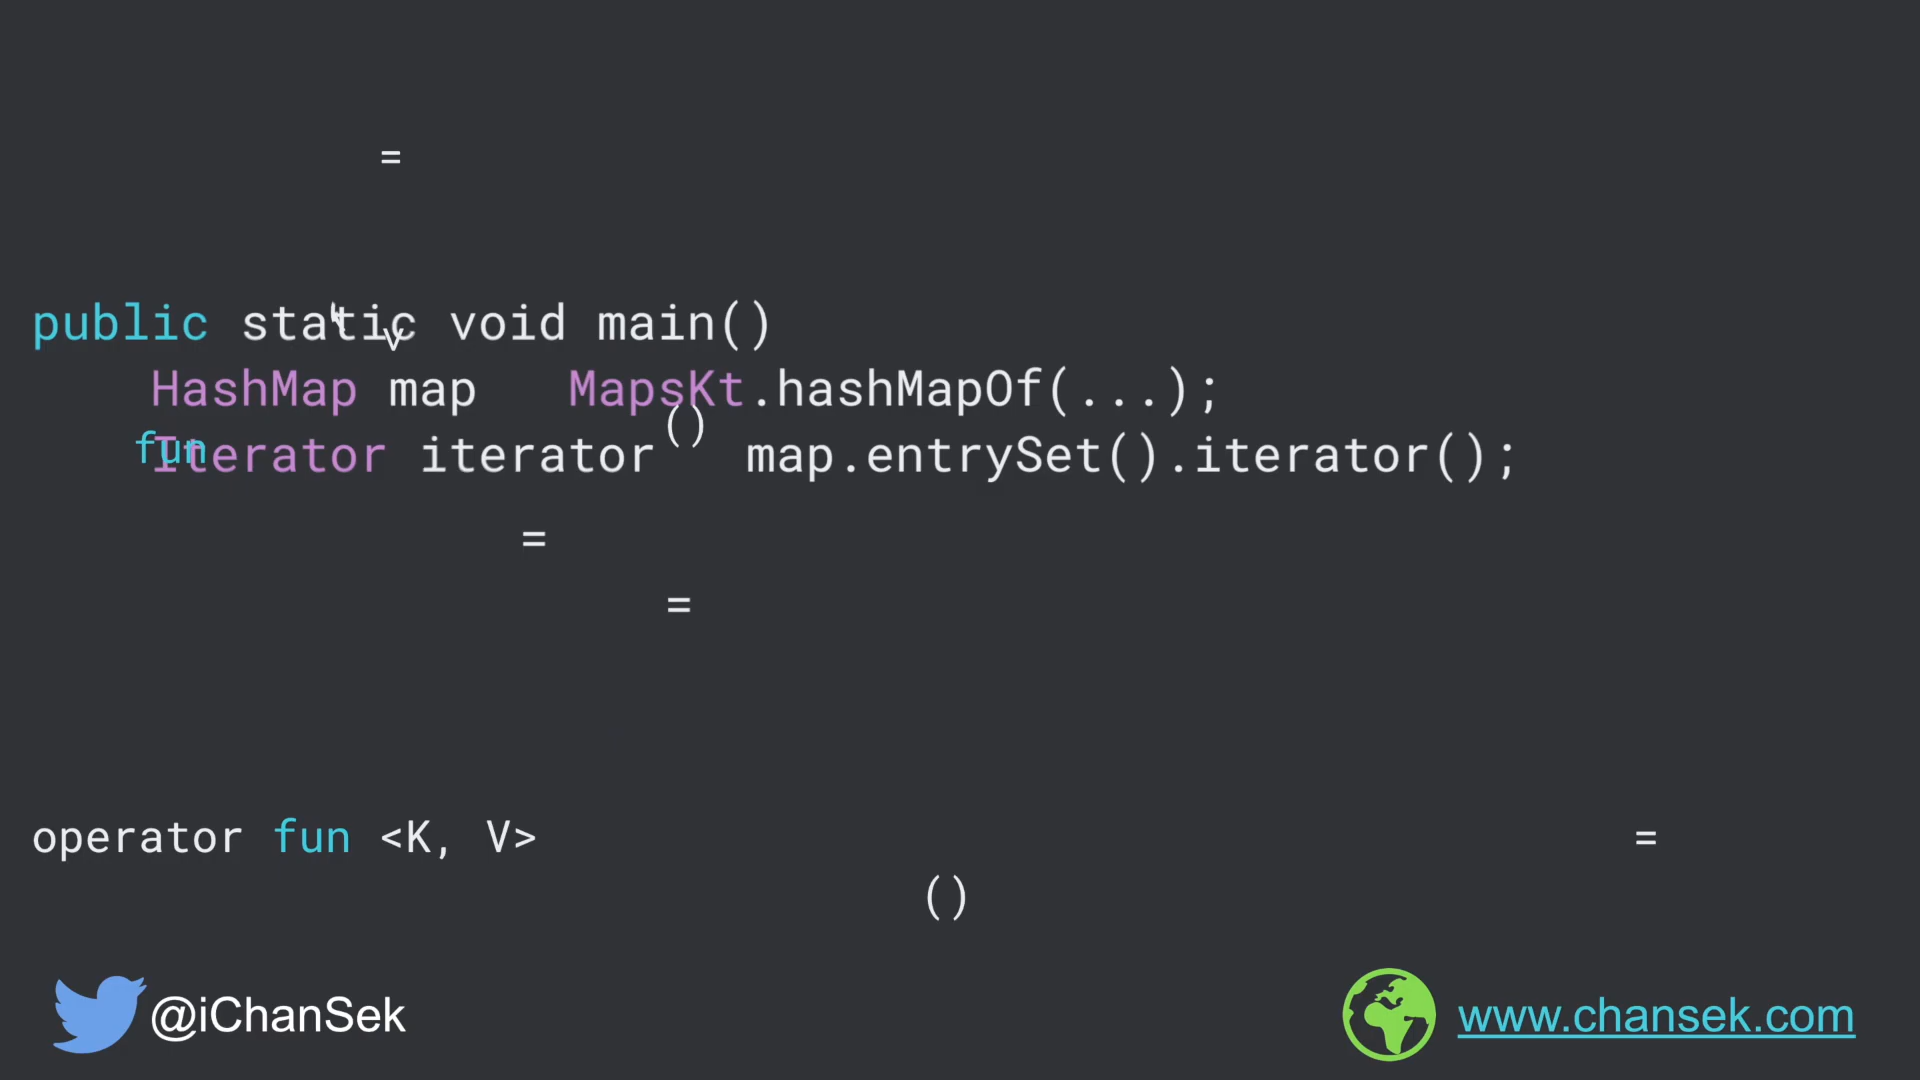 =
public static void main()
v
HashMap map MapsKt.hashMapOf(...);
()
fun
Iterator iterator map.entrySet().iterator();
=
=
operator fun <K, V> =
()
@iChanSek
www.chansek.com